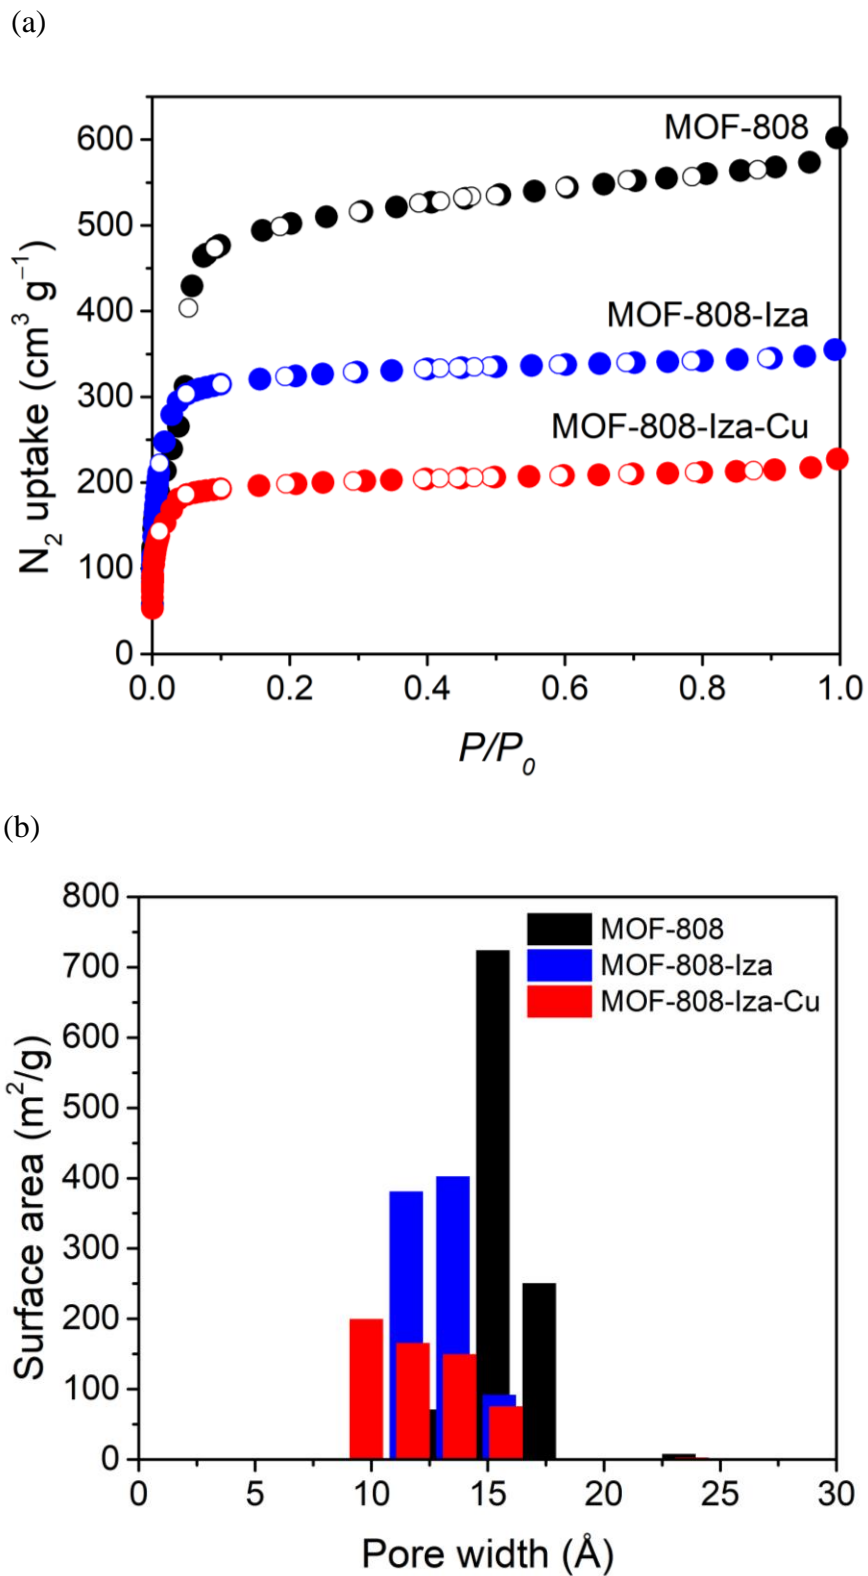 (a)
600
500
400
300
200
100
0
N₂ uptake (cm³ g⁻¹)
MOF-808
MOF-808-Iza
MOF-808-Iza-Cu
0.0 0.2 0.4 0.6 0.8 1.0
P/P₀
(b)
800
700
600
500
400
300
200
100
0
Surface area (m²/g)
MOF-808
MOF-808-Iza
MOF-808-Iza-Cu
0 5 10 15 20 25 30
Pore width (Å)